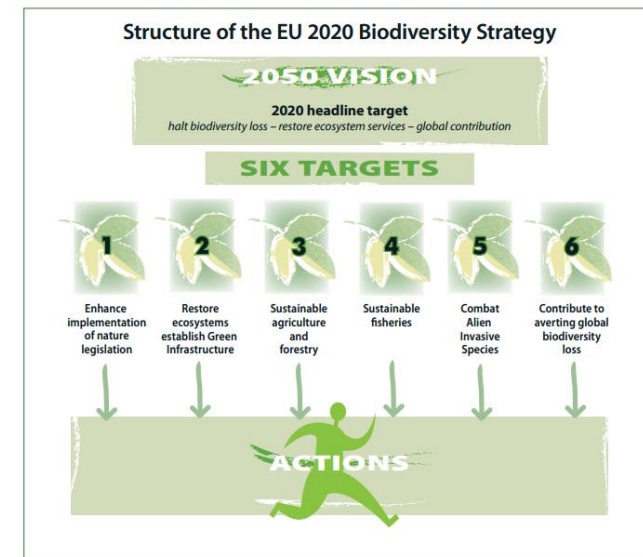 Structure of the EU 2020 Biodiversity Strategy
2050 VISION
2020 headline target
halt biodiversity loss – restore ecosystem services – global contribution
SIX TARGETS
1
Enhance
implementation
of nature
legislation
2
Restore
ecosystems
establish Green
Infrastructure
3
Sustainable
agriculture
and
forestry
4
Sustainable
fisheries
5
Combat
Alien
Invasive
Species
6
Contribute to
averting global
biodiversity
loss
ACTIONS